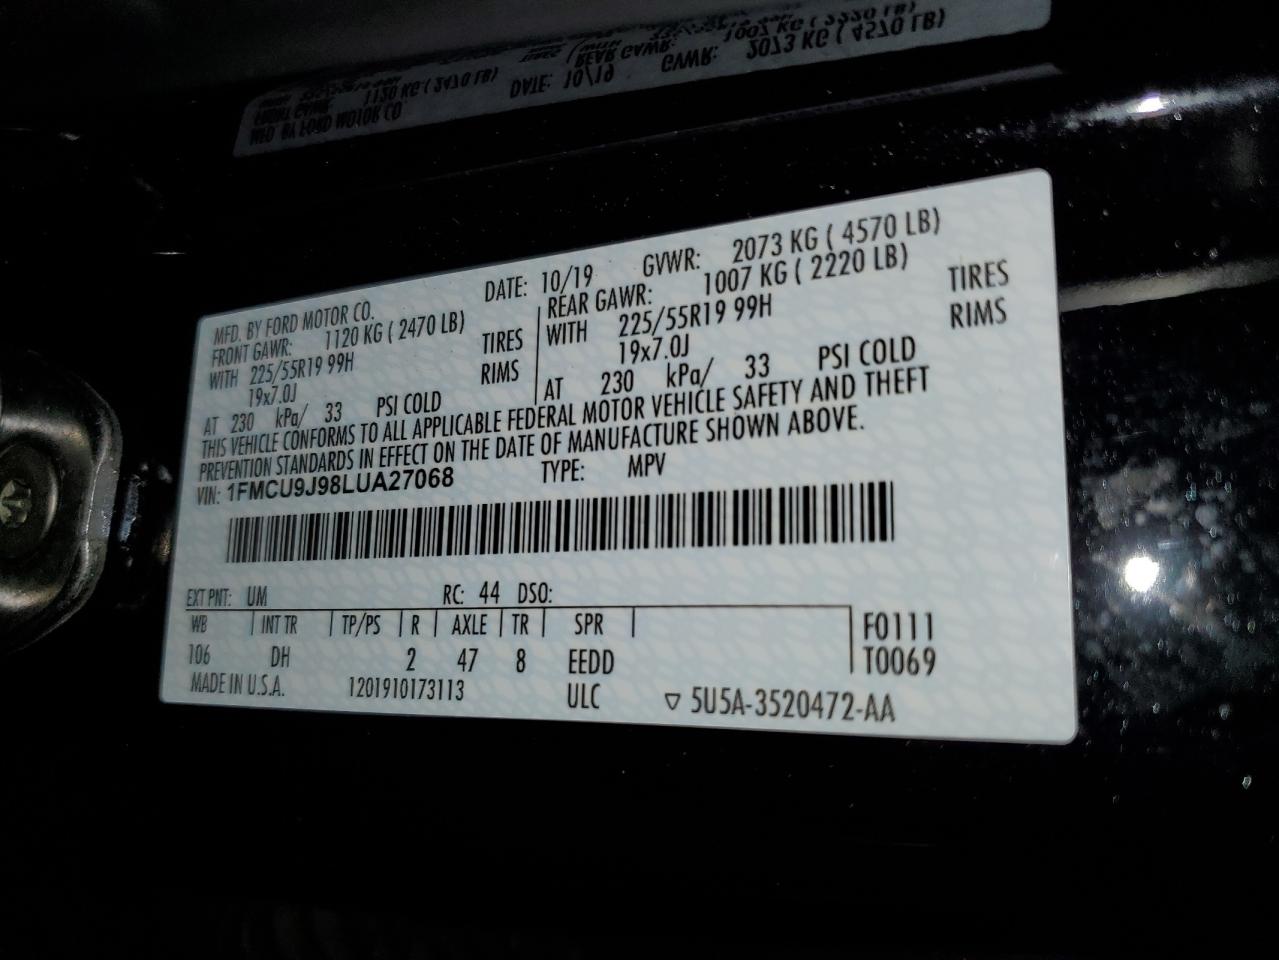 MFD. BY FORD MOTOR CO. DATE: 10/19 GVWR: 2073 KG ( 4570 LB)
FRONT GAWR: 1120 KG ( 2470 LB) REAR GAWR: 1007 KG ( 2220 LB)
WITH 225/55R19 99H TIRES WITH 225/55R19 99H TIRES
19x7.0J RIMS 19x7.0J RIMS
AT 230 kPa/ 33 PSI COLD AT 230 kPa/ 33 PSI COLD
THIS VEHICLE CONFORMS TO ALL APPLICABLE FEDERAL MOTOR VEHICLE SAFETY AND THEFT
PREVENTION STANDARDS IN EFFECT ON THE DATE OF MANUFACTURE SHOWN ABOVE.
VIN: 1FMCU9J98LUA27068 TYPE: MPV
EXT PNT: UM RC: 44 DSO:
WB INT TR TP/PS R AXLE TR SPR F0111
106 DH 2 47 8 EEDD T0069
MADE IN U.S.A. 1201910173113 ULC ▽ 5U5A-3520472-AA